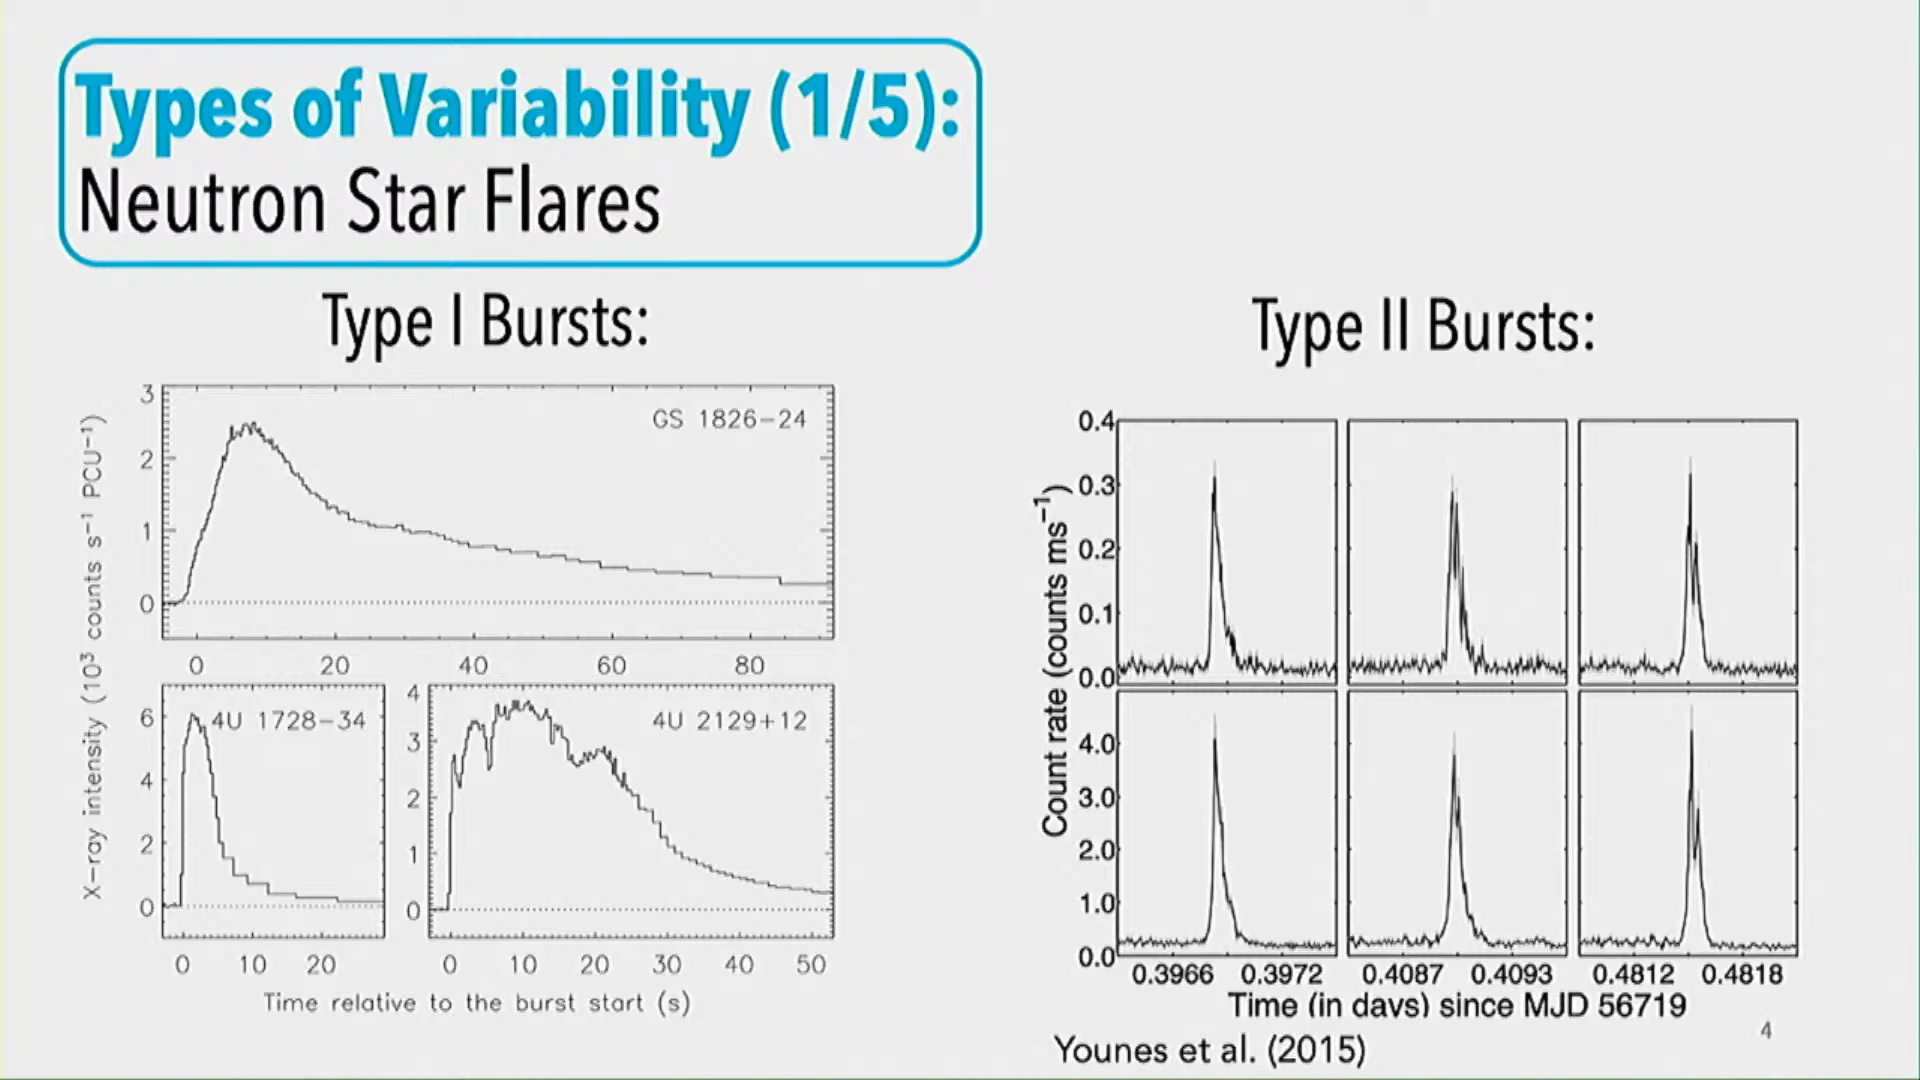 Types of Variability (1/5):
Neutron Star Flares
Type I Bursts:
X-ray intensity (10³ counts s⁻¹ PCU⁻¹)
3
2
1
0
GS 1826-24
0 20 40 60 80
6
4
2
0
4U 1728-34
0 10 20
4
3
2
1
0
4U 2129+12
0 10 20 30 40 50
Time relative to the burst start (s)
Type II Bursts:
Count rate (counts ms⁻¹)
0.4
0.3
0.2
0.1
0.0
4.0
3.0
2.0
1.0
0.0
0.3966 0.3972 0.4087 0.4093 0.4812 0.4818
Time (in days) since MJD 56719
Younes et al. (2015)
4